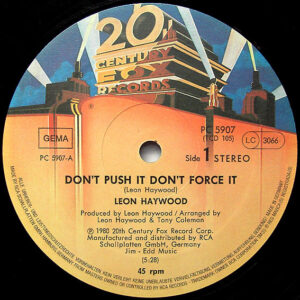 20th
CENTURY
FOX
RECORDS
GEMA
PC 5907-A
PC 5907
(TCD 105)
LC 3066
Side 1 STEREO
DON'T PUSH IT DON'T FORCE IT
(Leon Haywood)
LEON HAYWOOD
Produced by Leon Haywood / Arranged by
Leon Haywood & Tony Coleman
℗ 1980 20th Century Fox Record Corp.
Manufactured and distributed by RCA
Schallplatten GmbH, Germany
Jim - Edd Music
(5:28)
45 rpm